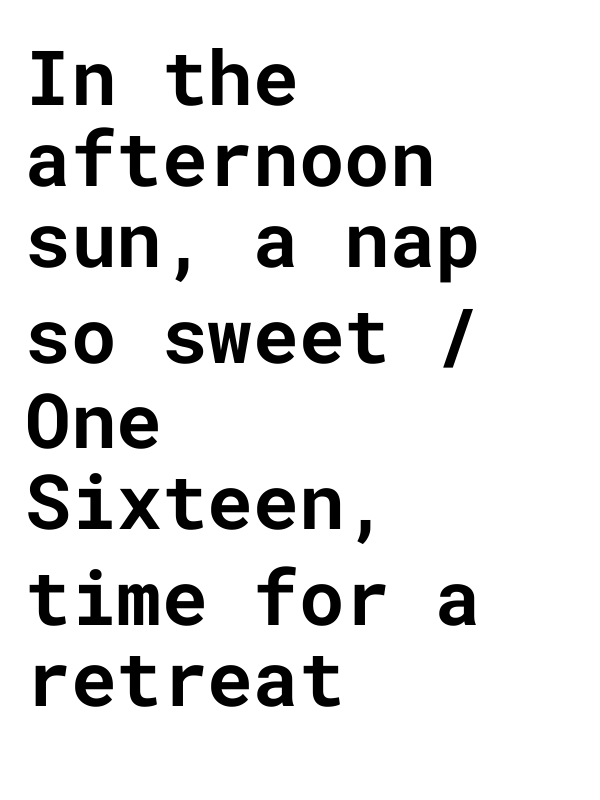 In the
afternoon
sun, a nap
so sweet /
One
Sixteen,
time for a
retreat